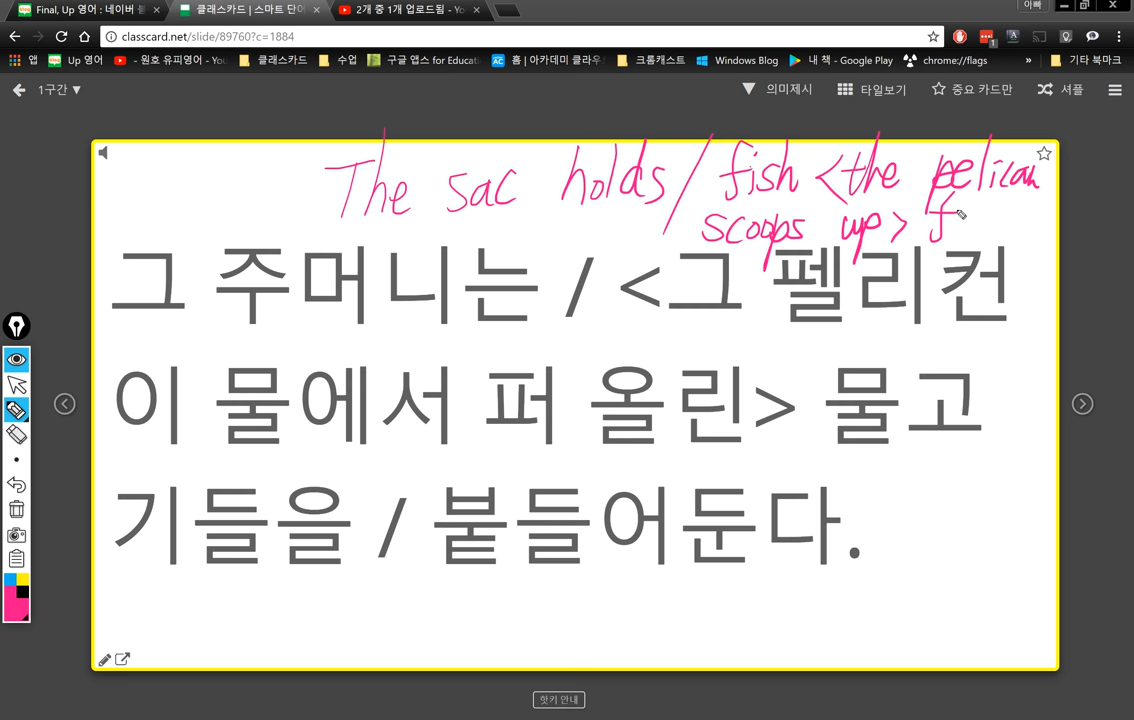 Final, Up 영어 : 네이버
클래스카드 | 스마트 단어
2개 중 1개 업로드됨 - Yo
아빠
classcard.net/slide/89760?c=1884
앱
Up 영어
- 원호 유피영어 - You
클래스카드
수업
구글 앱스 for Educati
홈 | 아카데미 클라우
크롬캐스트
Windows Blog
내 책 - Google Play
chrome://flags
»
기타 북마크
1구간 ▼
의미제시
타일보기
중요 카드만
셔플
The sac holds / fish <the pelican
scoops up> f
그 주머니는 / <그 펠리컨
이 물에서 퍼 올린> 물고
기들을 / 붙들어둔다.
핫키 안내